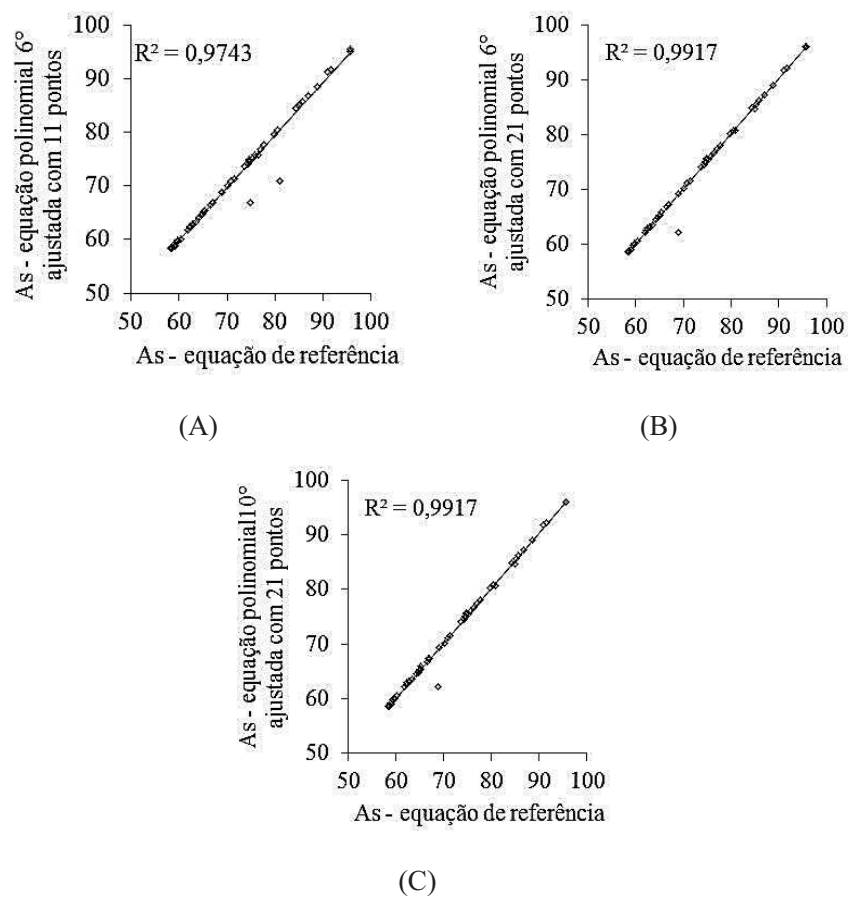 As - equação polinomial 6°
ajustada com 11 pontos
R² = 0,9743
100
90
80
70
60
50
50 60 70 80 90 100
As - equação de referência
(A)
As - equação polinomial 6°
ajustada com 21 pontos
R² = 0,9917
100
90
80
70
60
50
50 60 70 80 90 100
As - equação de referência
(B)
As - equação polinomial10°
ajustada com 21 pontos
R² = 0,9917
100
90
80
70
60
50
50 60 70 80 90 100
As - equação de referência
(C)